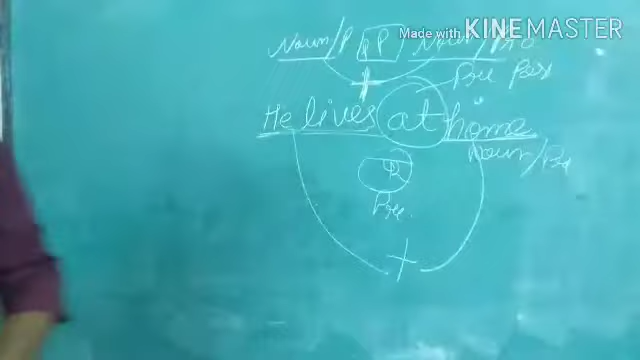 Made with KINEMASTER
Noun/P P Noun/Pro
Pre Pos
He lives at home
Noun/Pro
Pre.